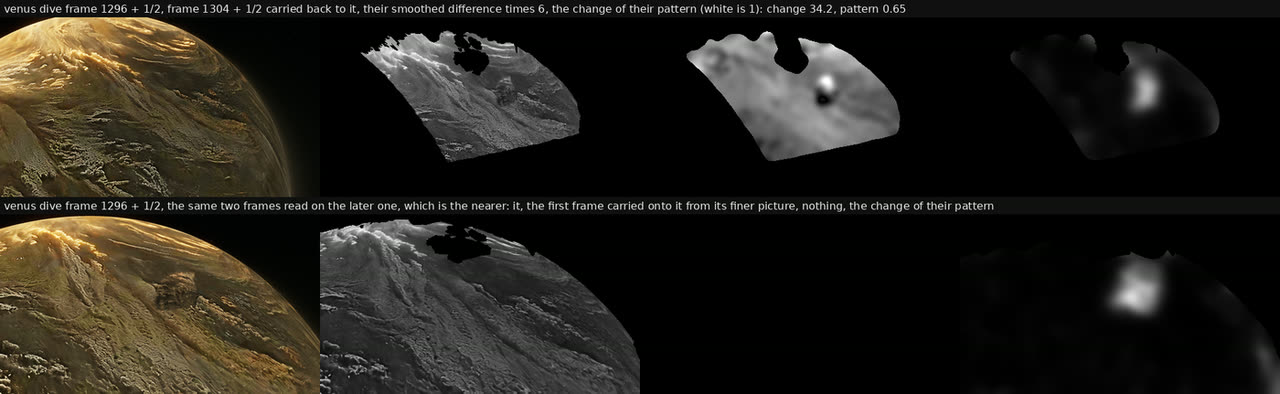 venus dive frame 1296 + 1/2, frame 1304 + 1/2 carried back to it, their smoothed difference times 6, the change of their pattern (white is 1): change 34.2, pattern 0.65
venus dive frame 1296 + 1/2, the same two frames read on the later one, which is the nearer: it, the first frame carried onto it from its finer picture, nothing, the change of their pattern